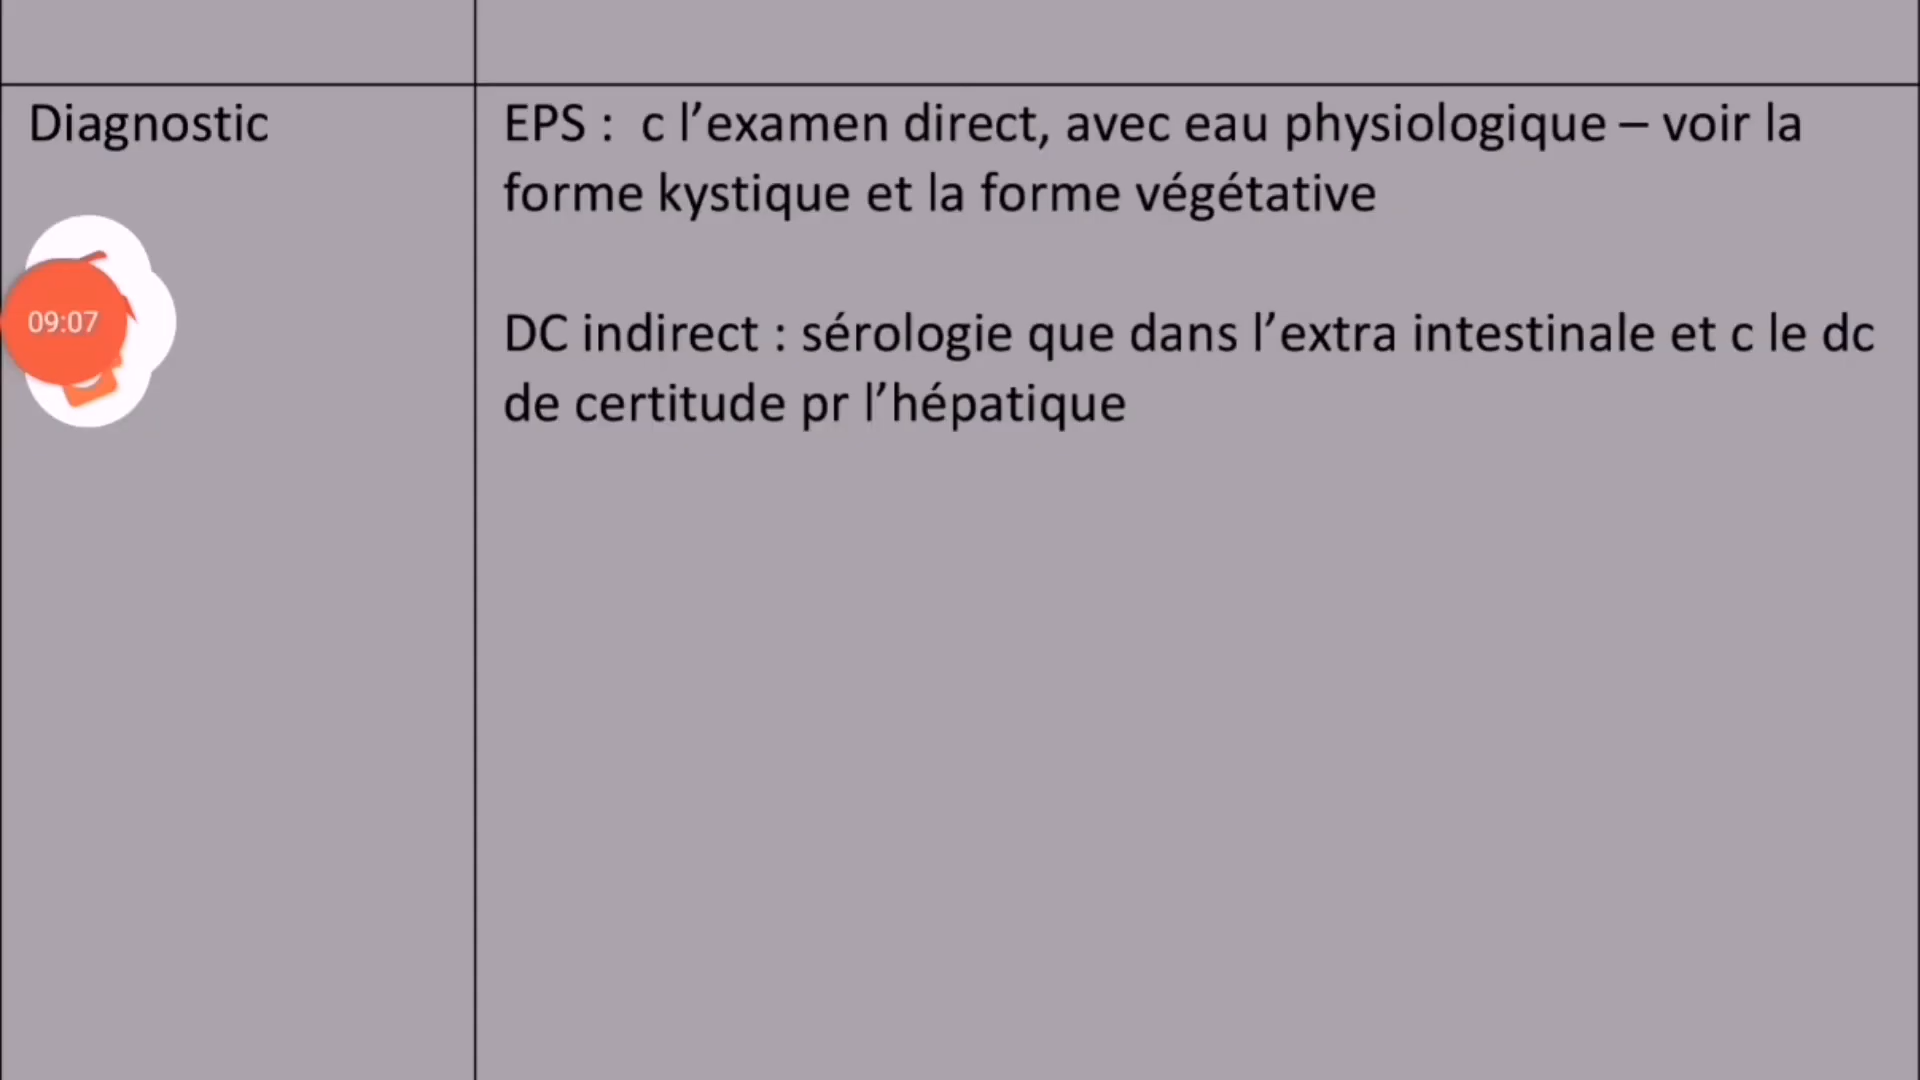 Diagnostic
EPS :  c l’examen direct, avec eau physiologique – voir la
forme kystique et la forme végétative
09:07
DC indirect : sérologie que dans l’extra intestinale et c le dc
de certitude pr l’hépatique